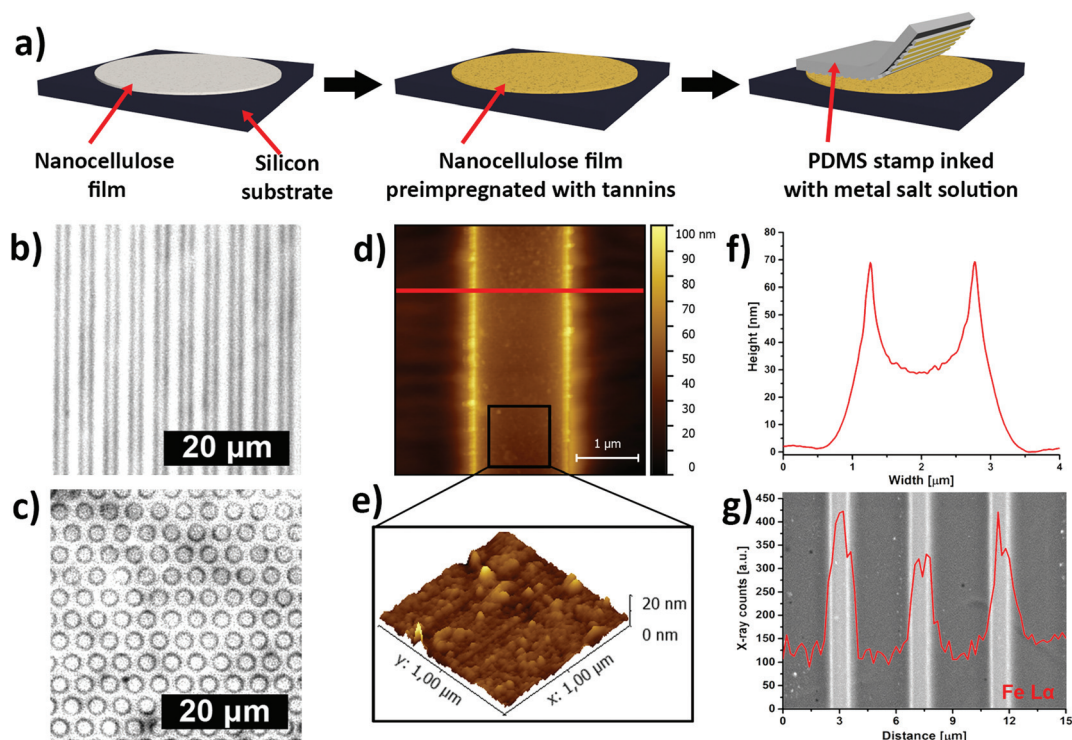 a)
Nanocellulose
film
Silicon
substrate
Nanocellulose film
preimpregnated with tannins
PDMS stamp inked
with metal salt solution
b)
20 µm
c)
20 µm
d)
100 nm
90
80
70
60
50
40
30
20
10
0
1 µm
e)
20 nm
0 nm
y: 1,00 µm
x: 1,00 µm
f)
Height [nm]
80
70
60
50
40
30
20
10
0
0 1 2 3 4
Width [µm]
g)
X-ray counts [a.u.]
450
400
350
300
250
200
150
100
50
0
Fe Lα
0 3 6 9 12 15
Distance [µm]